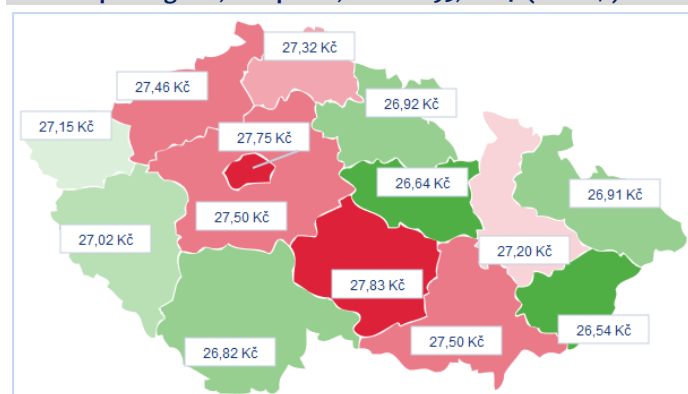 27,32 Kč
27,46 Kč
26,92 Kč
27,15 Kč
27,75 Kč
26,64 Kč
26,91 Kč
27,50 Kč
27,02 Kč
27,20 Kč
27,83 Kč
26,54 Kč
27,50 Kč
26,82 Kč